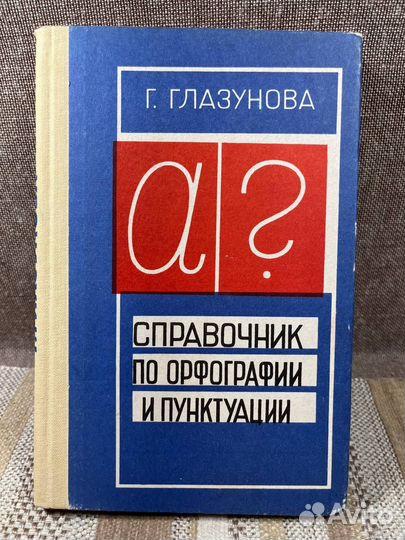 Г. ГЛАЗУНОВА
а ?
СПРАВОЧНИК
ПО ОРФОГРАФИИ
И ПУНКТУАЦИИ
Avito